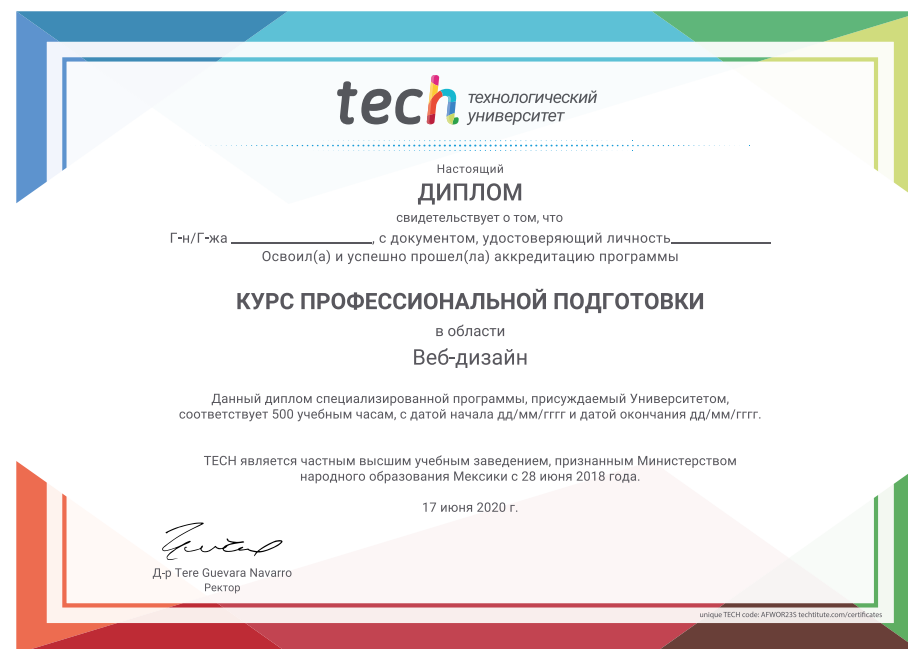 tech технологический
университет
Настоящий
ДИПЛОМ
свидетельствует о том, что
Г-н/Г-жа ____________, с документом, удостоверяющий личность____________
Освоил(а) и успешно прошел(ла) аккредитацию программы
КУРС ПРОФЕССИОНАЛЬНОЙ ПОДГОТОВКИ
в области
Веб-дизайн
Данный диплом специализированной программы, присуждаемый Университетом,
соответствует 500 учебным часам, с датой начала дд/мм/гггг и датой окончания дд/мм/гггг.
TECH является частным высшим учебным заведением, признанным Министерством
народного образования Мексики с 28 июня 2018 года.
17 июня 2020 г.
Д-р Tere Guevara Navarro
Ректор
unique TECH code: AFWOR23S techtitute.com/certificates